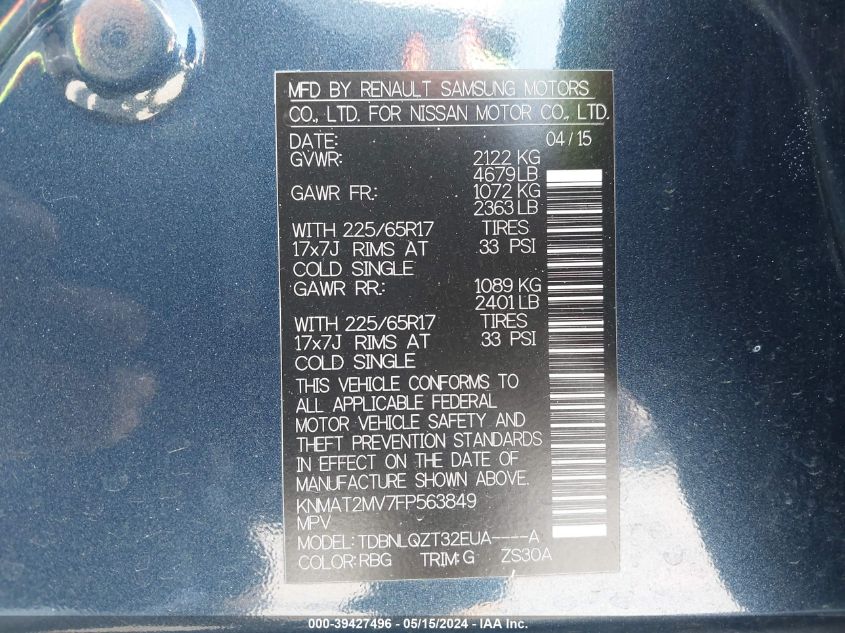 MFD BY RENAULT SAMSUNG MOTORS
CO., LTD. FOR NISSAN MOTOR CO., LTD.
DATE: 04/15
GVWR: 2122 KG
4679 LB
GAWR FR.: 1072 KG
2363 LB
WITH 225/65R17 TIRES
17x7J RIMS AT 33 PSI
COLD SINGLE
GAWR RR.: 1089 KG
2401 LB
WITH 225/65R17 TIRES
17x7J RIMS AT 33 PSI
COLD SINGLE
THIS VEHICLE CONFORMS TO
ALL APPLICABLE FEDERAL
MOTOR VEHICLE SAFETY AND
THEFT PREVENTION STANDARDS
IN EFFECT ON THE DATE OF
MANUFACTURE SHOWN ABOVE.
KNMAT2MV7FP563849
MPV
MODEL: TDBNLQZT32EUA----A
COLOR: RBG TRIM: G ZS30A
000-39427496 - 05/15/2024 - IAA, Inc.